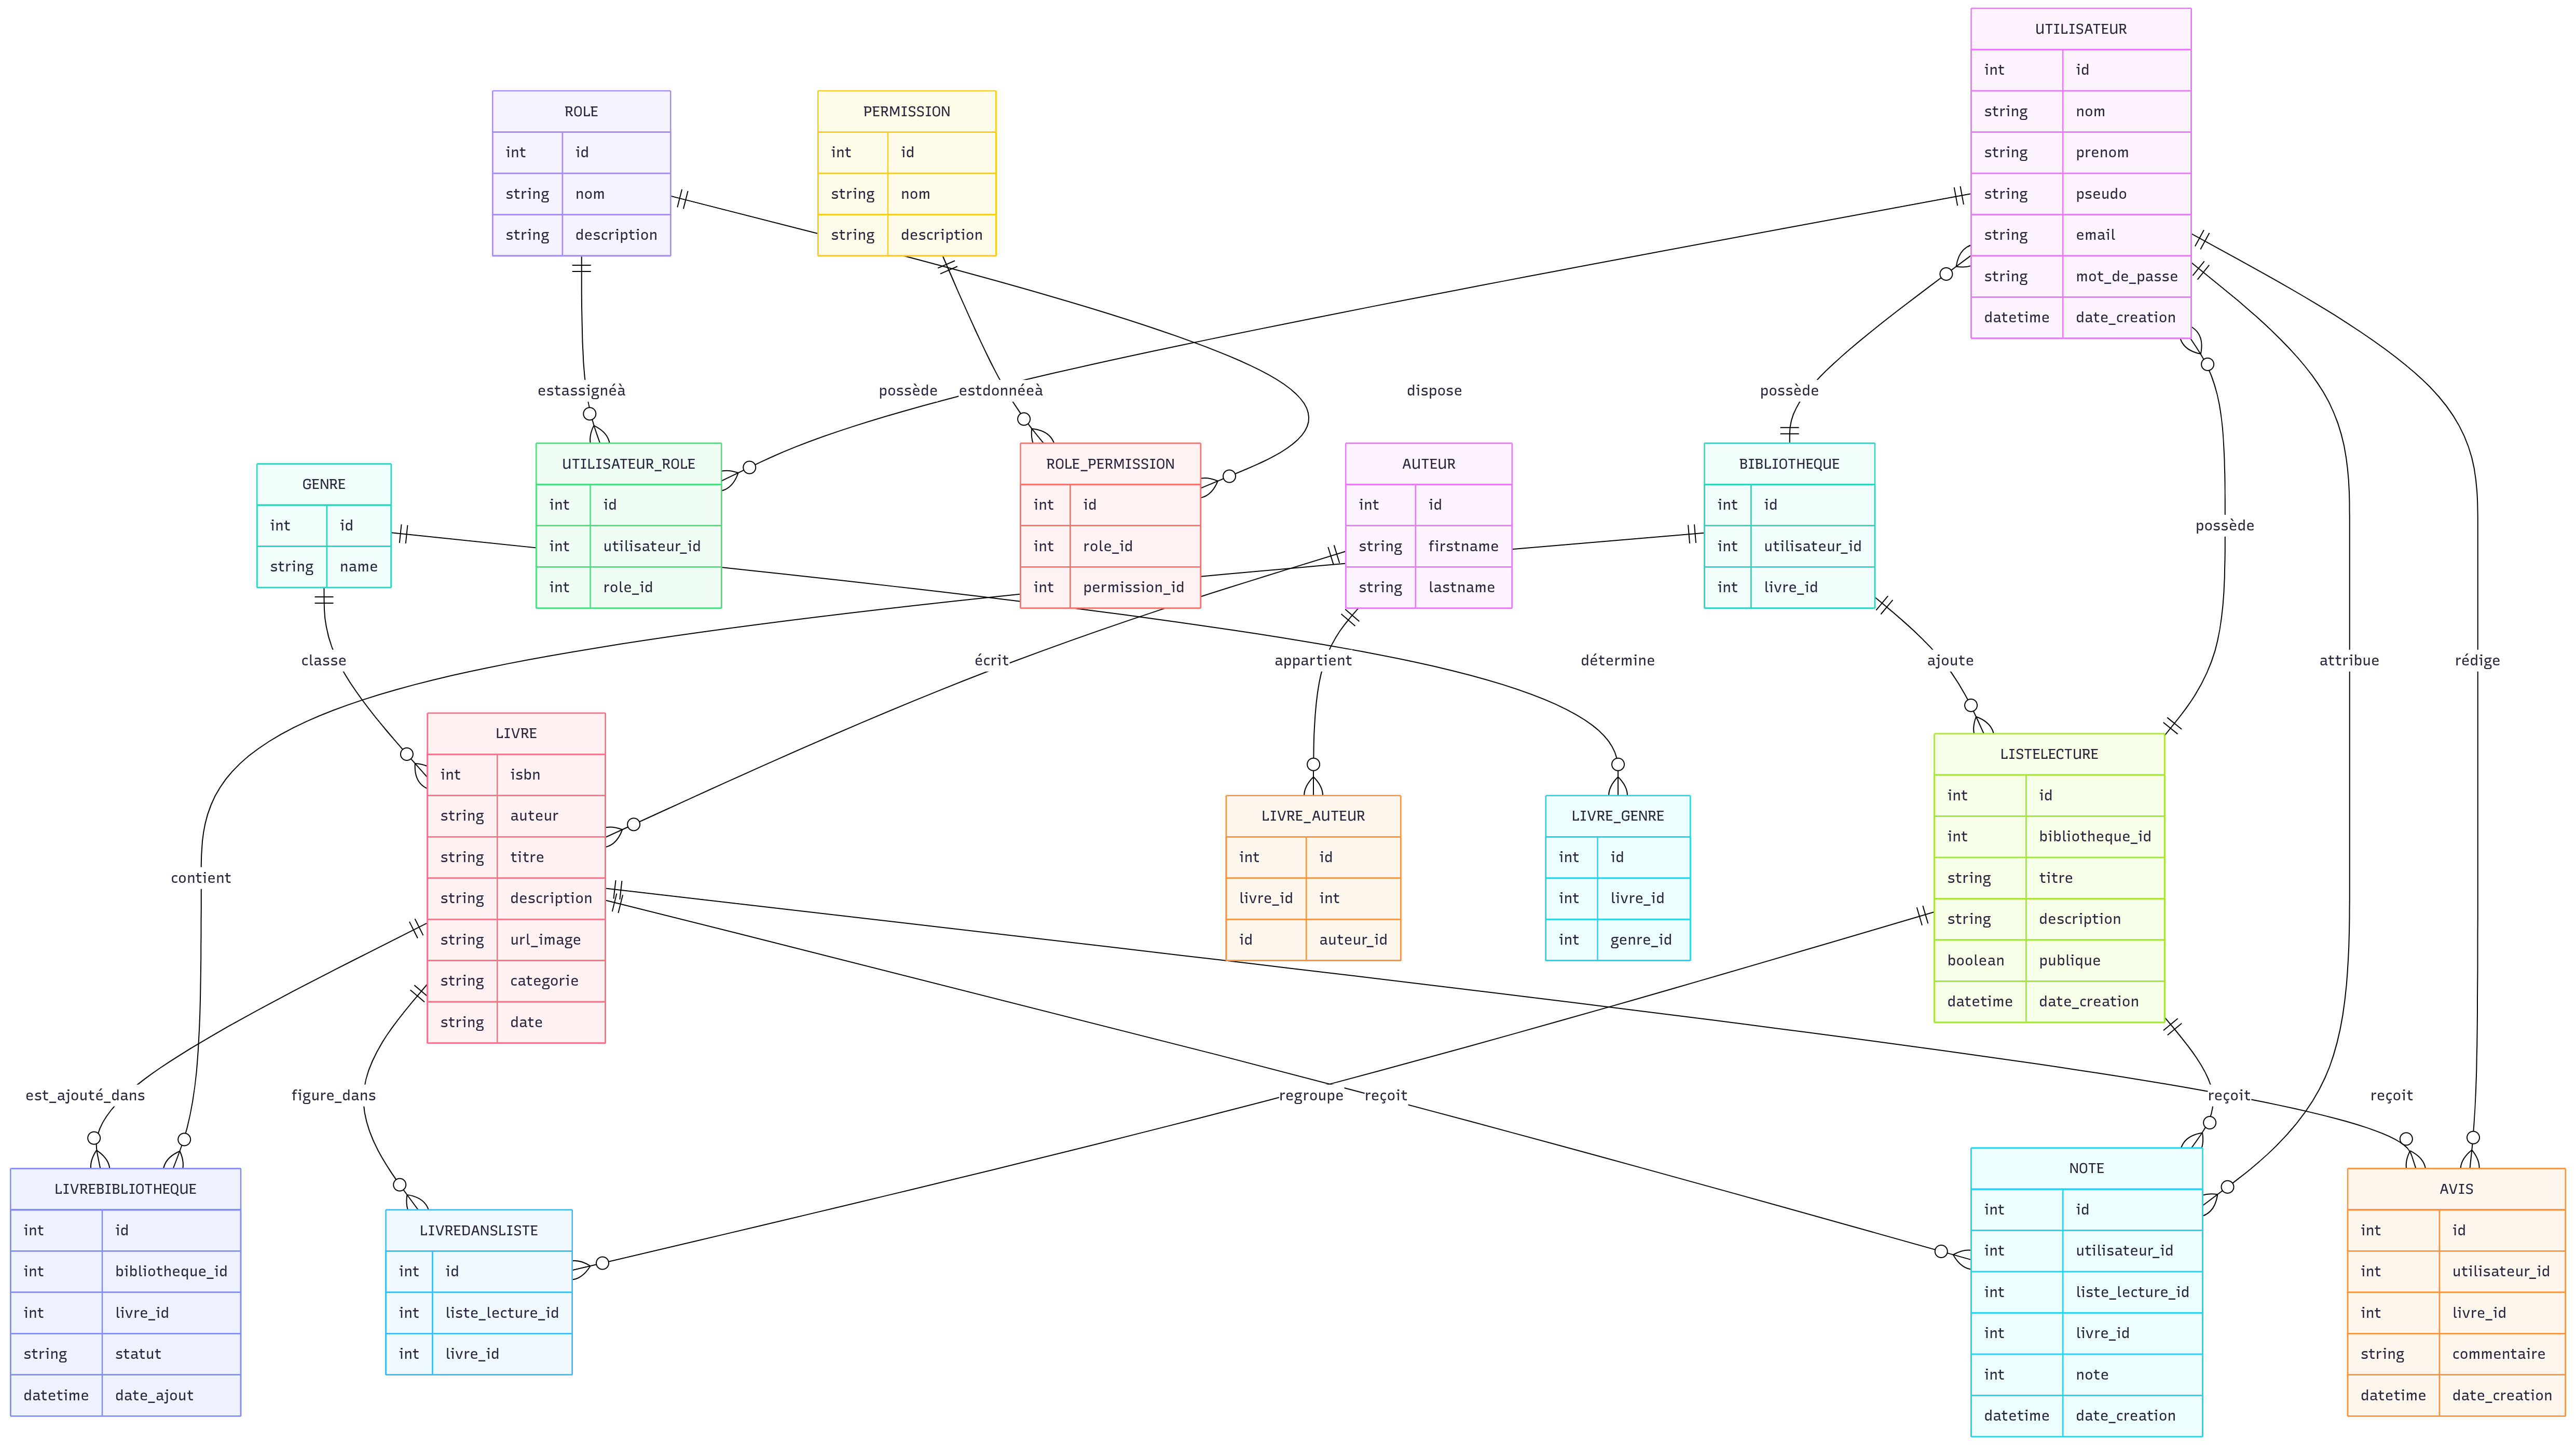 UTILISATEUR
int id
string nom
string prenom
string pseudo
string email
string mot_de_passe
datetime date_creation
ROLE
int id
string nom
string description
PERMISSION
int id
string nom
string description
estassignéà
possède
estdonnéeà
dispose
possède
possède
GENRE
int id
string name
UTILISATEUR_ROLE
int id
int utilisateur_id
int role_id
ROLE_PERMISSION
int id
int role_id
int permission_id
AUTEUR
int id
string firstname
string lastname
BIBLIOTHEQUE
int id
int utilisateur_id
int livre_id
classe
écrit
appartient
détermine
ajoute
attribue
rédige
contient
LIVRE
int isbn
string auteur
string titre
string description
string url_image
string categorie
string date
LIVRE_AUTEUR
int id
livre_id int
id auteur_id
LIVRE_GENRE
int id
int livre_id
int genre_id
LISTELECTURE
int id
int bibliotheque_id
string titre
string description
boolean publique
datetime date_creation
est_ajouté_dans
figure_dans
regroupe
reçoit
reçoit
reçoit
LIVREBIBLIOTHEQUE
int id
int bibliotheque_id
int livre_id
string statut
datetime date_ajout
LIVREDANSLISTE
int id
int liste_lecture_id
int livre_id
NOTE
int id
int utilisateur_id
int liste_lecture_id
int livre_id
int note
datetime date_creation
AVIS
int id
int utilisateur_id
int livre_id
string commentaire
datetime date_creation